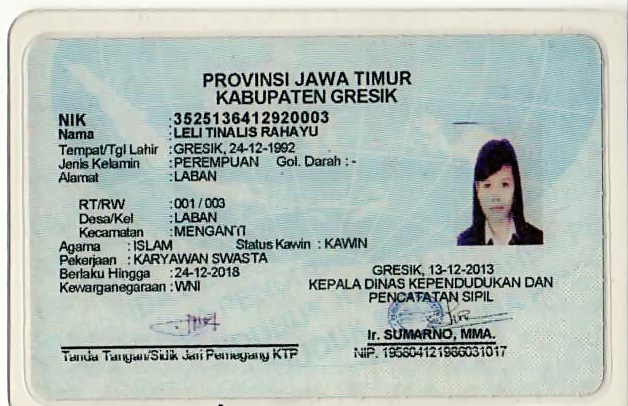 PROVINSI JAWA TIMUR
KABUPATEN GRESIK
NIK : 3525136412920003
Nama : LELI TINALIS RAHAYU
Tempat/Tgl Lahir : GRESIK, 24-12-1992
Jenis Kelamin : PEREMPUAN Gol. Darah : -
Alamat : LABAN
RT/RW : 001 / 003
Desa/Kel : LABAN
Kecamatan : MENGANTI
Agama : ISLAM Status Kawin : KAWIN
Pekerjaan : KARYAWAN SWASTA
Berlaku Hingga : 24-12-2018
Kewarganegaraan : WNI
GRESIK, 13-12-2013
KEPALA DINAS KEPENDUDUKAN DAN
PENCATATAN SIPIL
Ir. SUMARNO, MMA.
NIP. 195804121986031017
Tanda Tangan/Sidik Jari Pemegang KTP